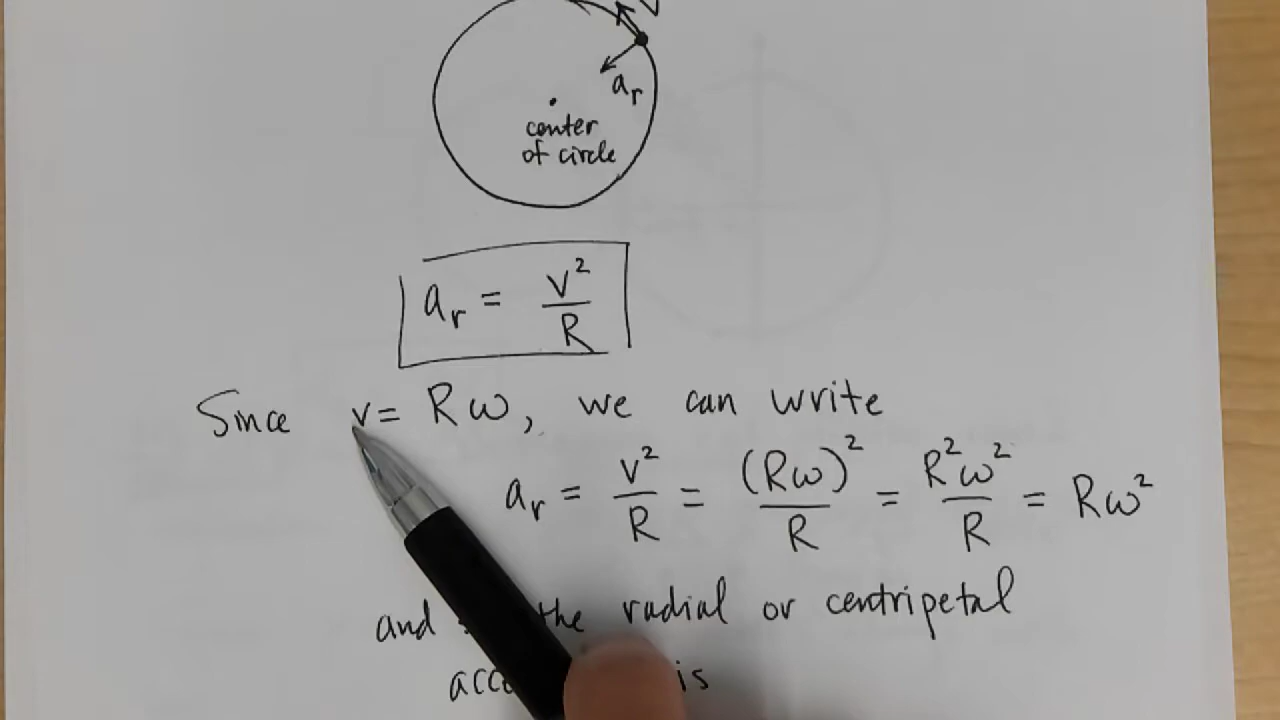 v
a_r
center
of circle
a_r = v²/R
Since v = Rω, we can write
a_r = v²/R = (Rω)²/R = R²ω²/R = Rω²
and the radial or centripetal
is